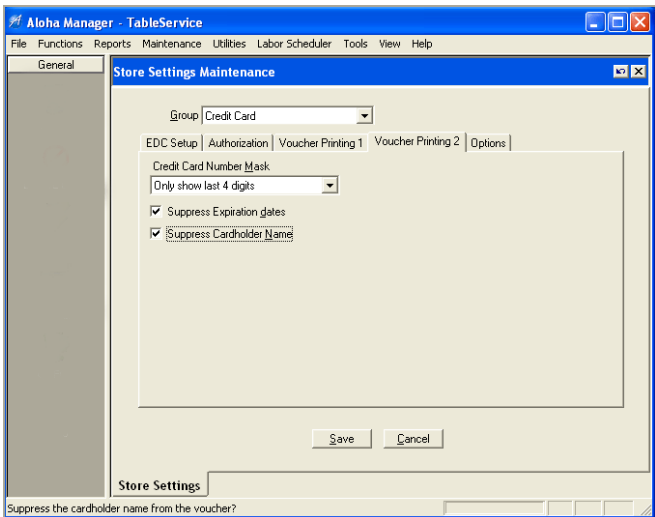 Aloha Manager - TableService
File Functions Reports Maintenance Utilities Labor Scheduler Tools View Help
General
Store Settings Maintenance
Group Credit Card
EDC Setup Authorization Voucher Printing 1 Voucher Printing 2 Options
Credit Card Number Mask
Only show last 4 digits
Suppress Expiration dates
Suppress Cardholder Name
Save Cancel
Store Settings
Suppress the cardholder name from the voucher?